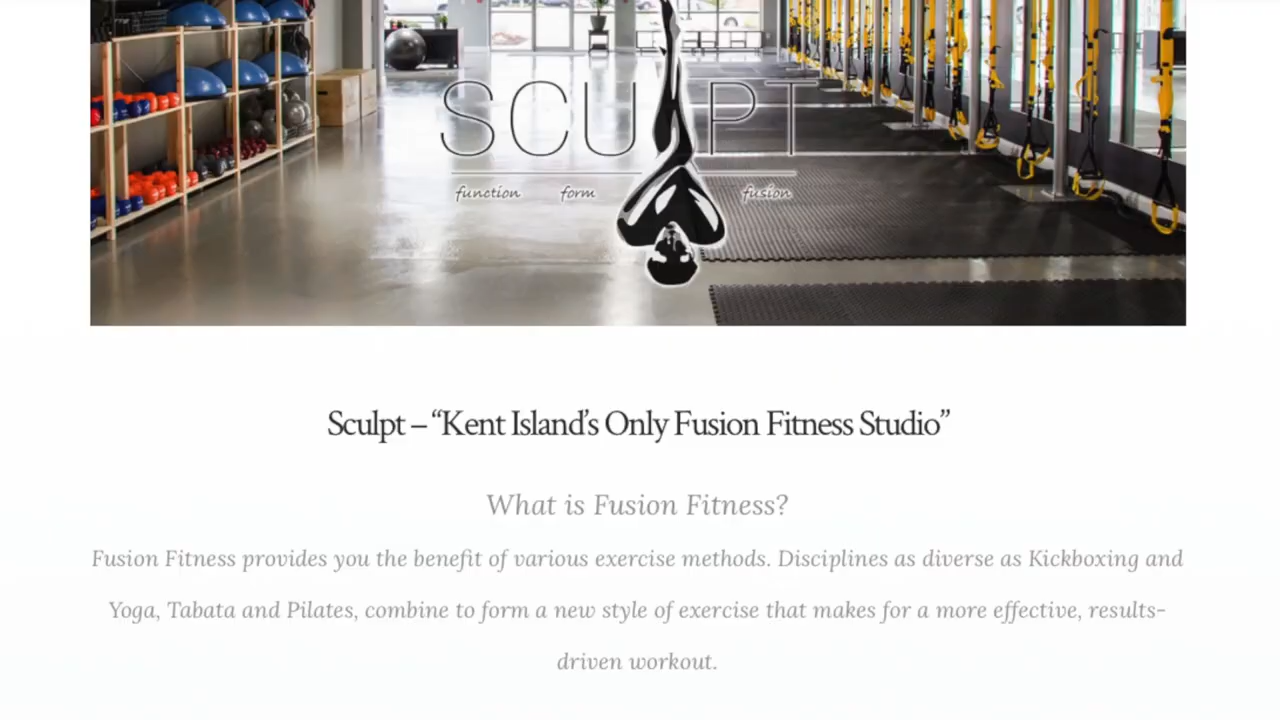 SCULPT
function form fusion
Sculpt – “Kent Island’s Only Fusion Fitness Studio”
What is Fusion Fitness?
Fusion Fitness provides you the benefit of various exercise methods. Disciplines as diverse as Kickboxing and
Yoga, Tabata and Pilates, combine to form a new style of exercise that makes for a more effective, results-
driven workout.